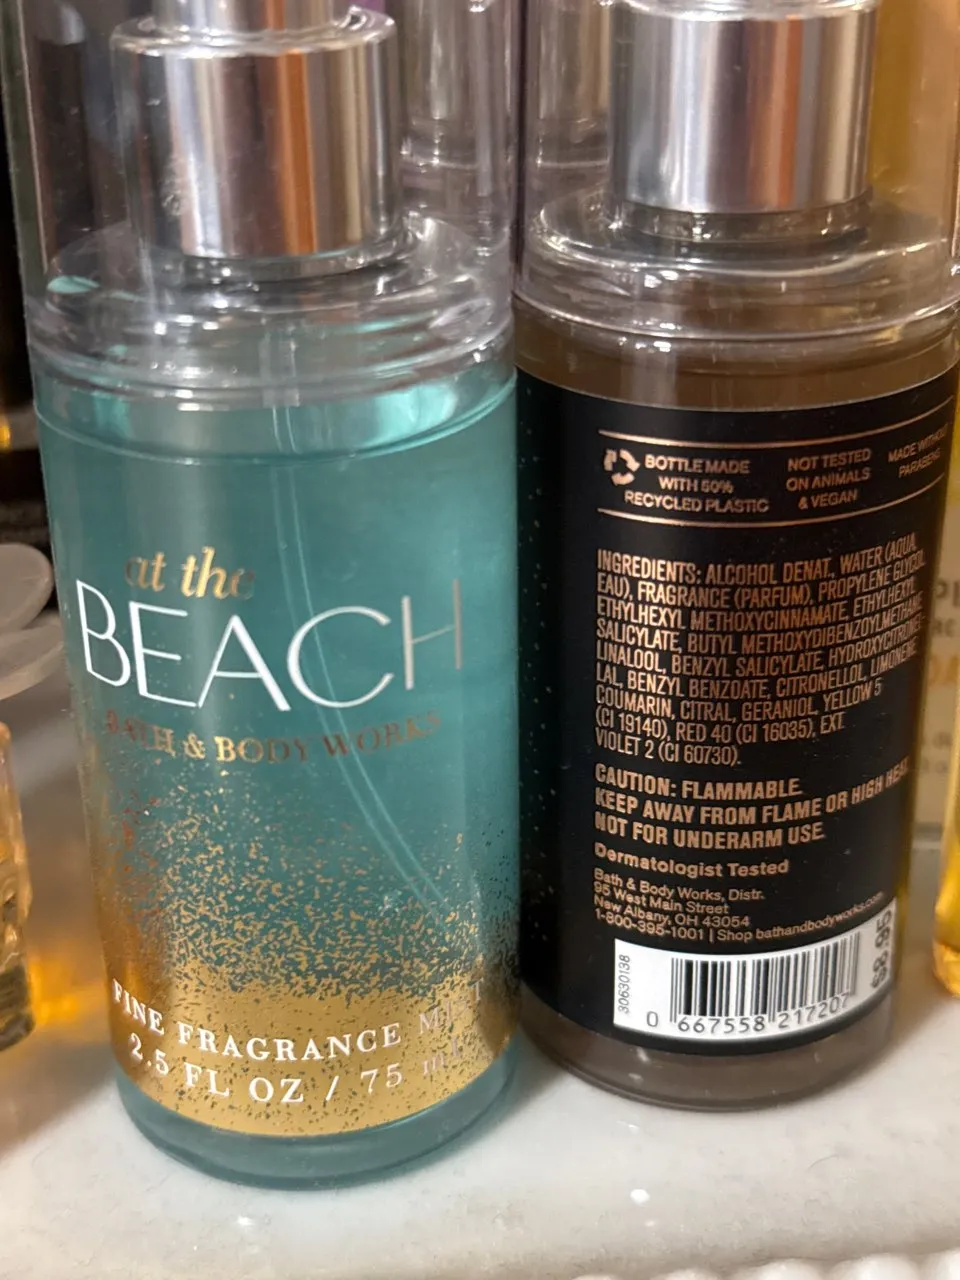 at the
BEACH
BATH & BODY WORKS
FINE FRAGRANCE
2.5 FL OZ / 75 mL
BOTTLE MADE
WITH 50%
RECYCLED PLASTIC
NOT TESTED
ON ANIMALS
& VEGAN
MADE WITHOUT
PARABENS
INGREDIENTS: ALCOHOL DENAT., WATER (AQUA,
EAU), FRAGRANCE (PARFUM), PROPYLENE GLYCOL,
ETHYLHEXYL METHOXYCINNAMATE, ETHYLHEXYL
SALICYLATE, BUTYL METHOXYDIBENZOYLMETHANE,
LINALOOL, BENZYL SALICYLATE, HYDROXYCITRONEL-
LAL, BENZYL BENZOATE, CITRONELLOL, LIMONENE,
COUMARIN, CITRAL, GERANIOL, YELLOW 5
(CI 19140), RED 40 (CI 16035), EXT.
VIOLET 2 (CI 60730).
CAUTION: FLAMMABLE.
KEEP AWAY FROM FLAME OR HIGH HEAT.
NOT FOR UNDERARM USE.
Dermatologist Tested
Bath & Body Works, Distr.
95 West Main Street
New Albany, OH 43054
1-800-395-1001 | Shop bathandbodyworks.com
30630138
0 667558 217207
$8.95